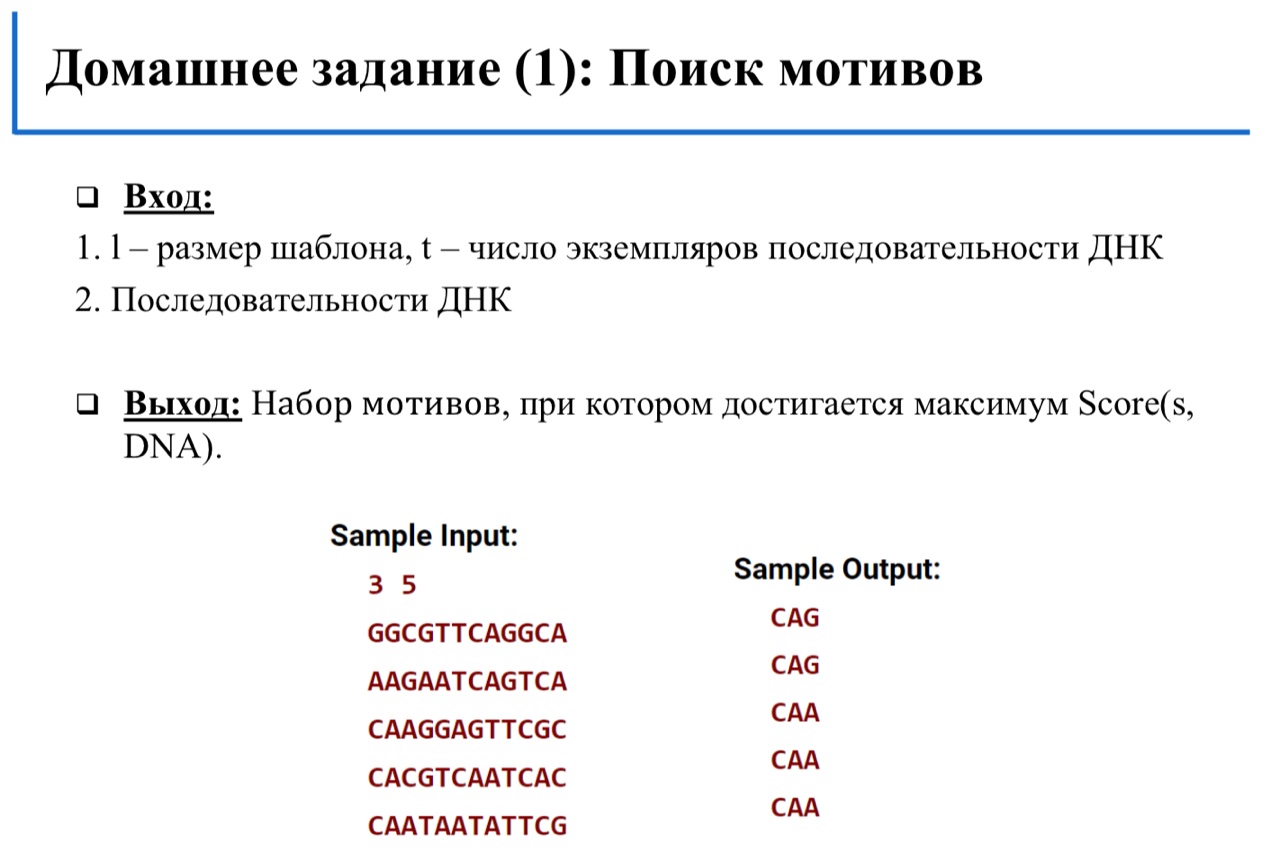 Домашнее задание (1): Поиск мотивов
❑ Вход:
1. l – размер шаблона, t – число экземпляров последовательности ДНК
2. Последовательности ДНК
❑ Выход: Набор мотивов, при котором достигается максимум Score(s,
DNA).
Sample Input:
3 5
GGCGTTCAGGCA
AAGAATCAGTCA
CAAGGAGTTCGC
CACGTCAATCAC
CAATAATATTCG
Sample Output:
CAG
CAG
CAA
CAA
CAA